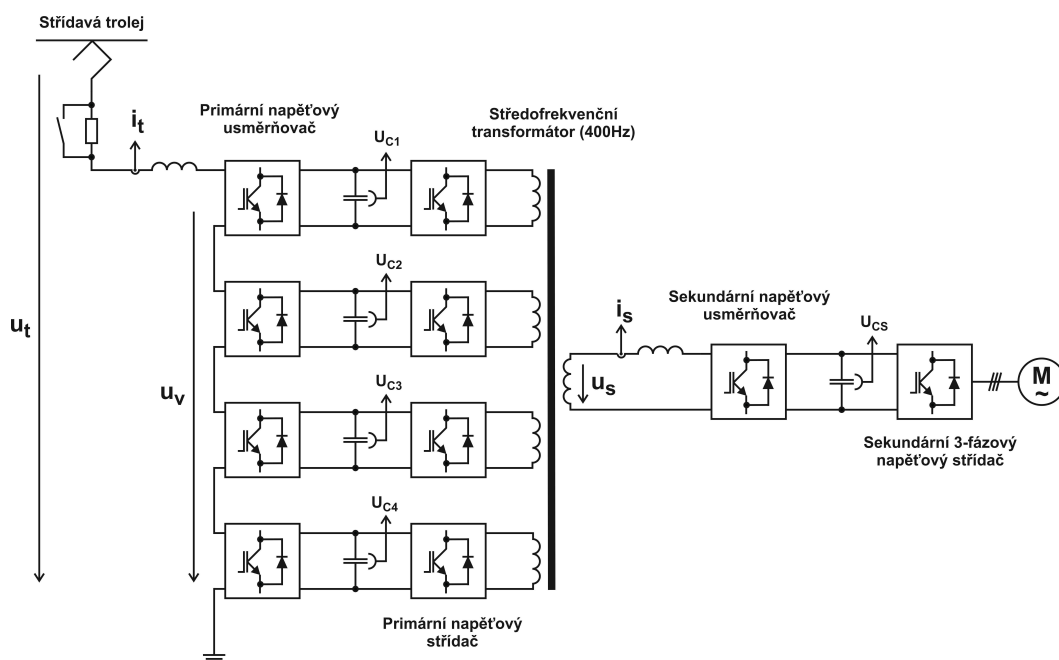 Střídavá trolej
i_t
Primární napěťový
usměrňovač
U_C1
Středofrekvenční
transformátor (400Hz)
U_C2
u_t
u_v
U_C3
i_s
Sekundární napěťový
usměrňovač
U_CS
u_s
M
~
Sekundární 3-fázový
napěťový střídač
U_C4
Primární napěťový
střídač